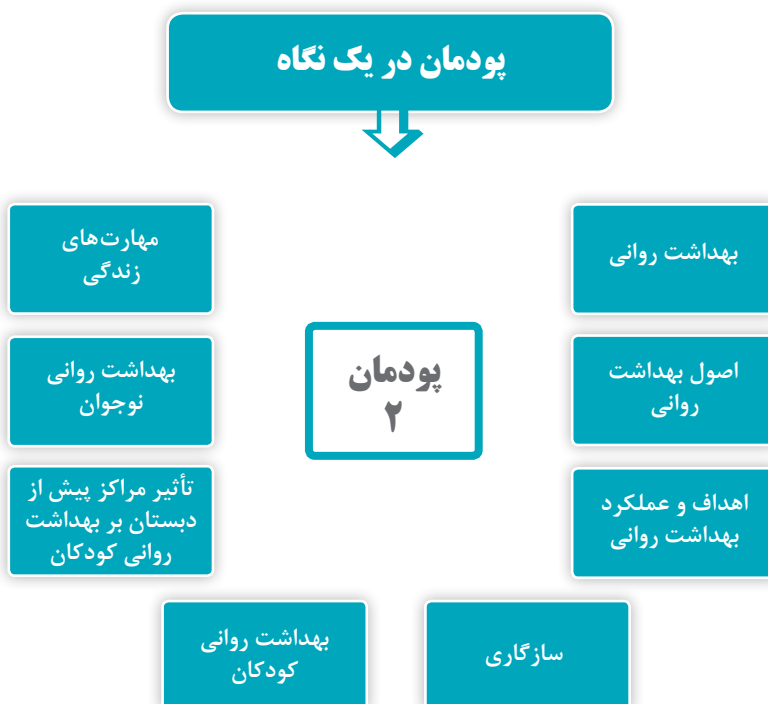 پودمان در یک نگاه
بهداشت روانی
اصول بهداشت
روانی
اهداف و عملکرد
بهداشت روانی
سازگاری
بهداشت روانی
کودکان
تأثیر مراکز پیش از
دبستان بر بهداشت
روانی کودکان
بهداشت روانی
نوجوان
مهارت‌های
زندگی
پودمان
۲